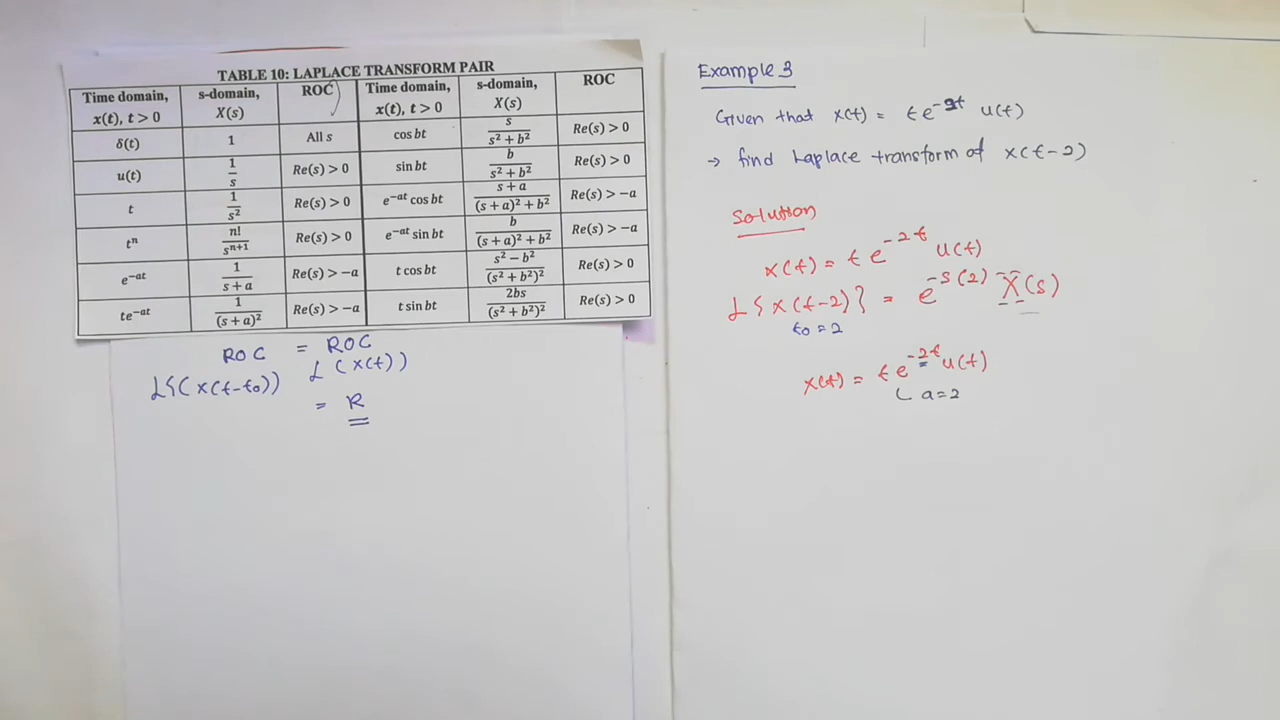 TABLE 10: LAPLACE TRANSFORM PAIR
Time domain, x(t), t > 0 | s-domain, X(s) | ROC | Time domain, x(t), t > 0 | s-domain, X(s) | ROC
δ(t) | 1 | All s | cos bt | s/(s² + b²) | Re(s) > 0
u(t) | 1/s | Re(s) > 0 | sin bt | b/(s² + b²) | Re(s) > 0
t | 1/s² | Re(s) > 0 | e^{-at} cos bt | (s + a)/((s + a)² + b²) | Re(s) > -a
tⁿ | n!/s^{n+1} | Re(s) > 0 | e^{-at} sin bt | b/((s + a)² + b²) | Re(s) > -a
e^{-at} | 1/(s + a) | Re(s) > -a | t cos bt | (s² - b²)/(s² + b²)² | Re(s) > 0
te^{-at} | 1/(s + a)² | Re(s) > -a | t sin bt | 2bs/(s² + b²)² | Re(s) > 0
ROC = ROC
L{(x(t-t₀)) L(x(t))
= R
Example 3
Given that x(t) = t e^{-2t} u(t)
→ find Laplace transform of x(t-2)
Solution
x(t) = t e^{-2t} u(t)
L{x(t-2)} = e^{-s(2)} X(s)
t₀ = 2
x(t) = t e^{-2t} u(t)
a = 2